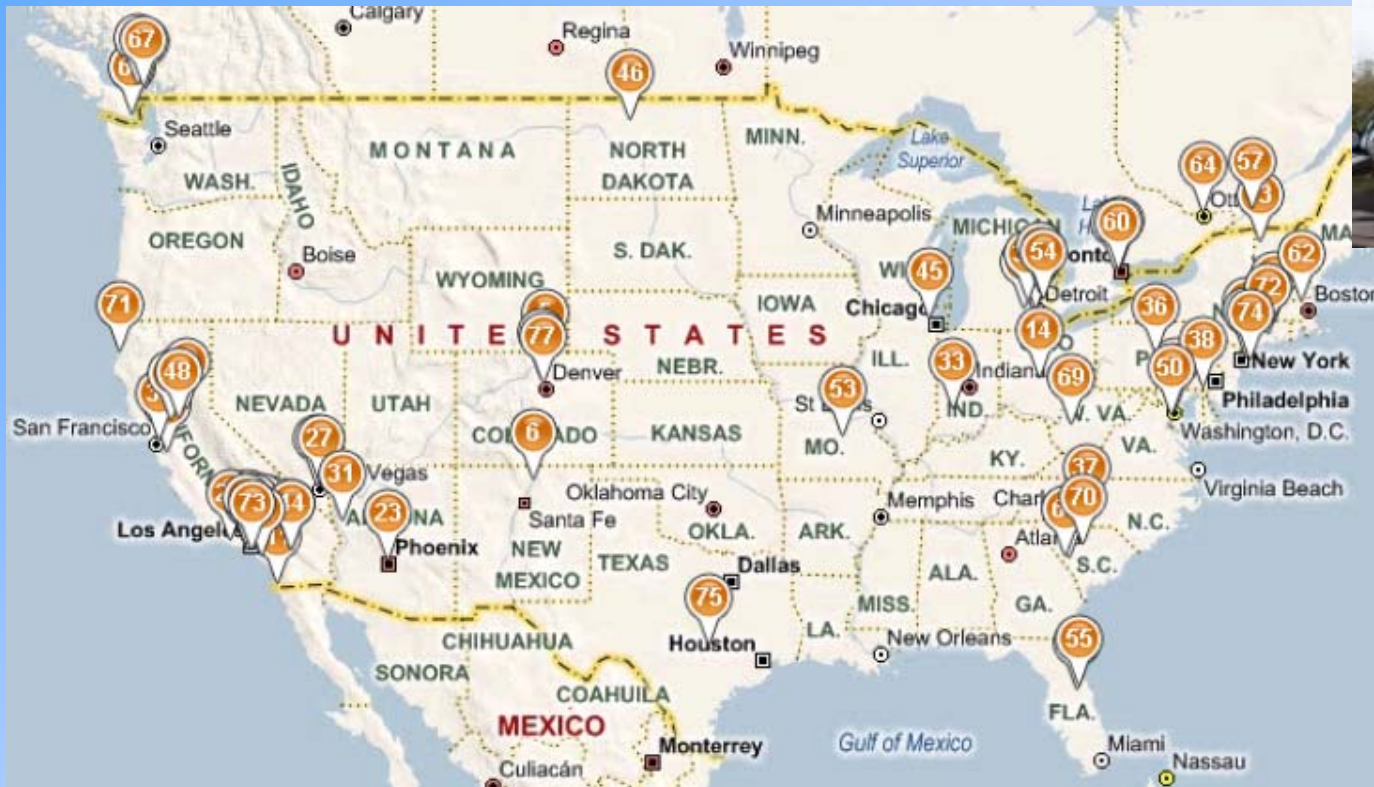 Calgary
67
Regina
Winnipeg
46
Seattle
MONTANA
NORTH
DAKOTA
MINN.
Lake
Superior
64
57
WASH.
IDAHO
OREGON
Boise
S. DAK.
Minneapolis
MICHIGAN
60
62
54
WYOMING
45
72
Boston
71
IOWA
Chicago
Detroit
36
74
UNITED STATES
77
14
38
New York
NEBR.
ILL.
33
48
Denver
53
69
50
Philadelphia
NEVADA
UTAH
IND.
W. VA.
San Francisco
27
6
KANSAS
MO.
Washington, D.C.
VA.
31
Vegas
KY.
37
Virginia Beach
73
44
23
Oklahoma City
Memphis
70
Los Angeles
Santa Fe
OKLA.
ARK.
N.C.
Phoenix
NEW
MEXICO
TEXAS
Dallas
S.C.
75
MISS.
ALA.
GA.
CHIHUAHUA
Houston
LA.
New Orleans
55
SONORA
COAHUILA
FLA.
MEXICO
Monterrey
Gulf of Mexico
Miami
Culiacán
Nassau